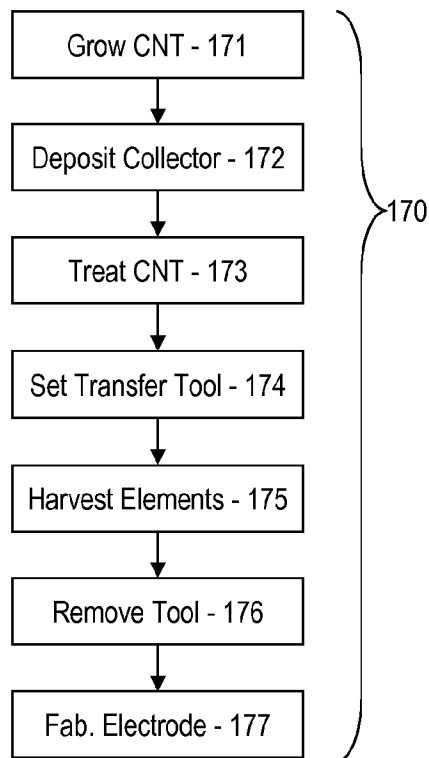 Grow CNT - 171
Deposit Collector - 172
170
Treat CNT - 173
Set Transfer Tool - 174
Harvest Elements - 175
Remove Tool - 176
Fab. Electrode - 177